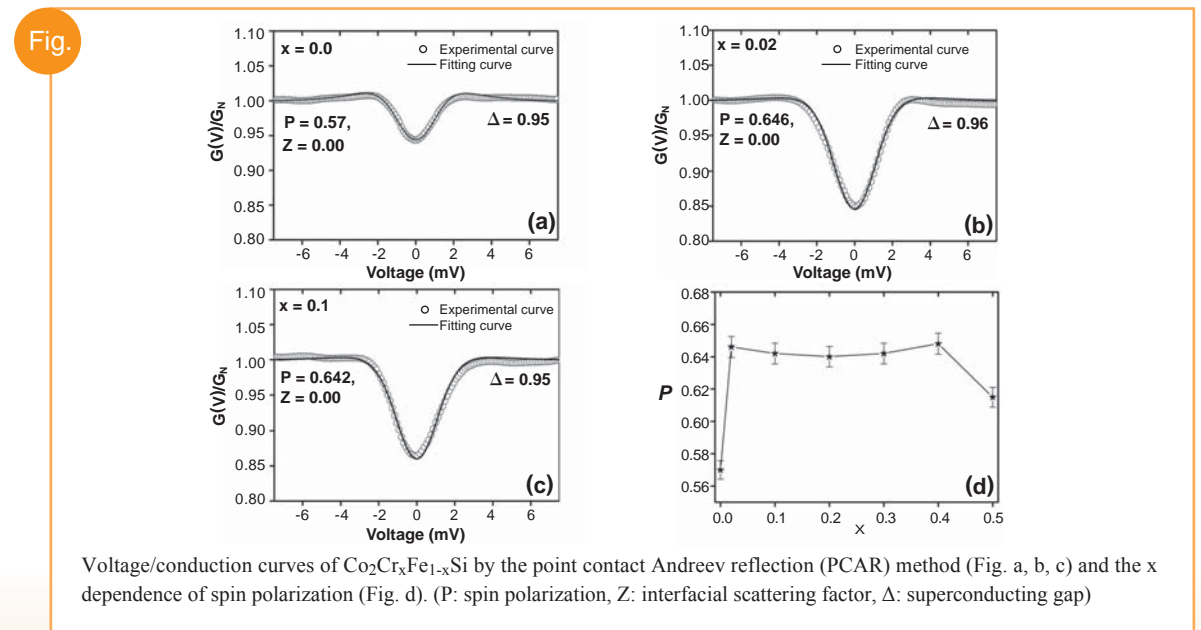 Fig.
x = 0.0
Experimental curve
Fitting curve
P = 0.57,
Z = 0.00
Δ = 0.95
(a)
G(V)/G_N
1.10
1.05
1.00
0.95
0.90
0.85
0.80
-6 -4 -2 0 2 4 6
Voltage (mV)
x = 0.02
Experimental curve
Fitting curve
P = 0.646,
Z = 0.00
Δ = 0.96
(b)
G(V)/G_N
1.10
1.05
1.00
0.95
0.90
0.85
0.80
-6 -4 -2 0 2 4 6
Voltage (mV)
x = 0.1
Experimental curve
Fitting curve
P = 0.642,
Z = 0.00
Δ = 0.95
(c)
G(V)/G_N
1.10
1.05
1.00
0.95
0.90
0.85
0.80
-6 -4 -2 0 2 4 6
Voltage (mV)
0.68
0.66
0.64
0.62
0.60
0.58
0.56
P
(d)
0.0 0.1 0.2 0.3 0.4 0.5
X
Voltage/conduction curves of Co₂CrₓFe₁₋ₓSi by the point contact Andreev reflection (PCAR) method (Fig. a, b, c) and the x
dependence of spin polarization (Fig. d). (P: spin polarization, Z: interfacial scattering factor, Δ: superconducting gap)